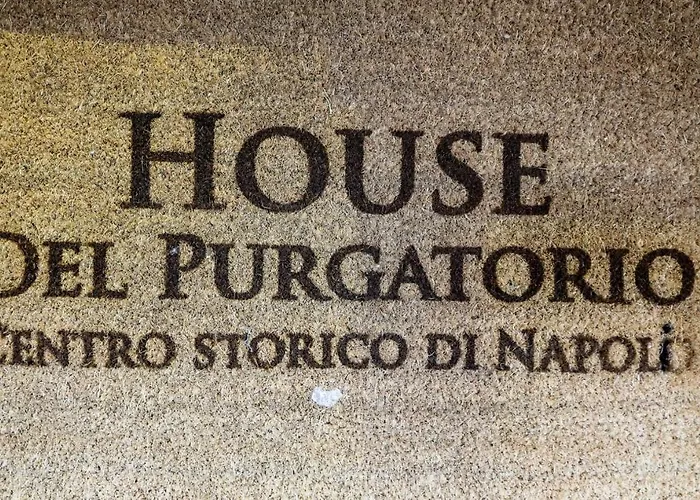 HOUSE
DEL PURGATORIO
CENTRO STORICO DI NAPOLI